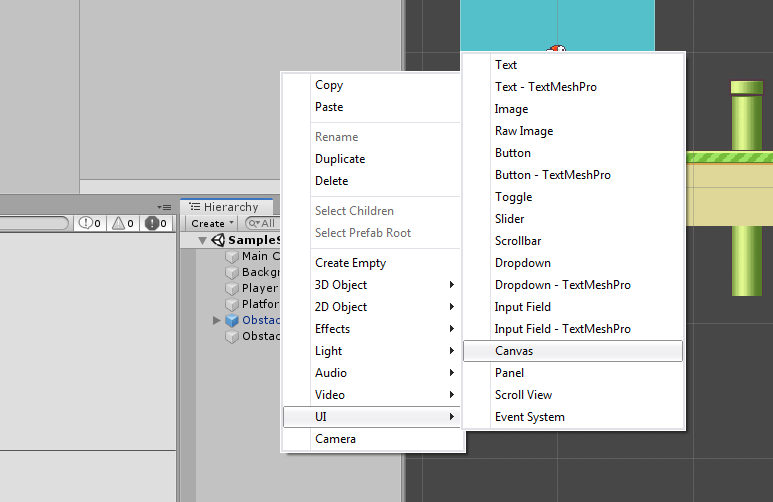 Copy
Paste
Rename
Duplicate
Delete
Select Children
Select Prefab Root
Create Empty
3D Object
2D Object
Effects
Light
Audio
Video
UI
Camera
Text
Text - TextMeshPro
Image
Raw Image
Button
Button - TextMeshPro
Toggle
Slider
Scrollbar
Dropdown
Dropdown - TextMeshPro
Input Field
Input Field - TextMeshPro
Canvas
Panel
Scroll View
Event System
0 0 0
Hierarchy
Create All
SampleS
Main C
Backgr
Player
Platfor
Obstac
Obstac